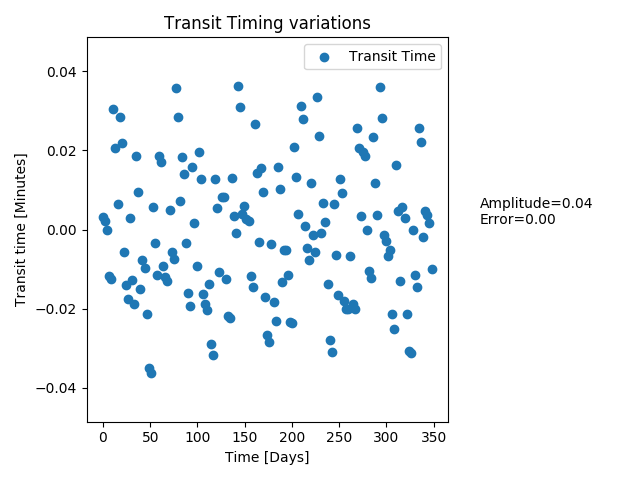 Transit Timing variations
Transit Time
Transit time [Minutes]
0.04
0.02
0.00
−0.02
−0.04
0 50 100 150 200 250 300 350
Time [Days]
Amplitude=0.04
Error=0.00